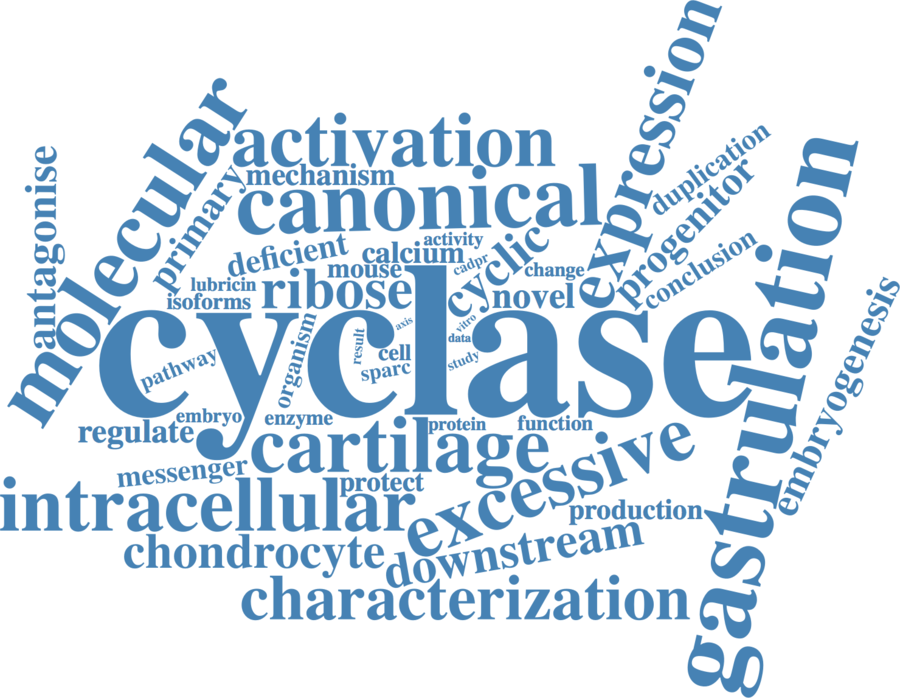 expression
molecular
activation
duplication
antagonise
mechanism
primary
canonical
progenitor
gastrulation
deficient
activity
calcium
cyclic
conclusion
mouse
cadpr
change
lubricin
isoforms
ribose
novel
embryogenesis
cyclase
axis
vitro
organism
result
data
cell
pathway
sparc
study
embryo
enzyme
protein
function
regulate
cartilage
excessive
messenger
protect
intracellular
production
chondrocyte
downstream
characterization